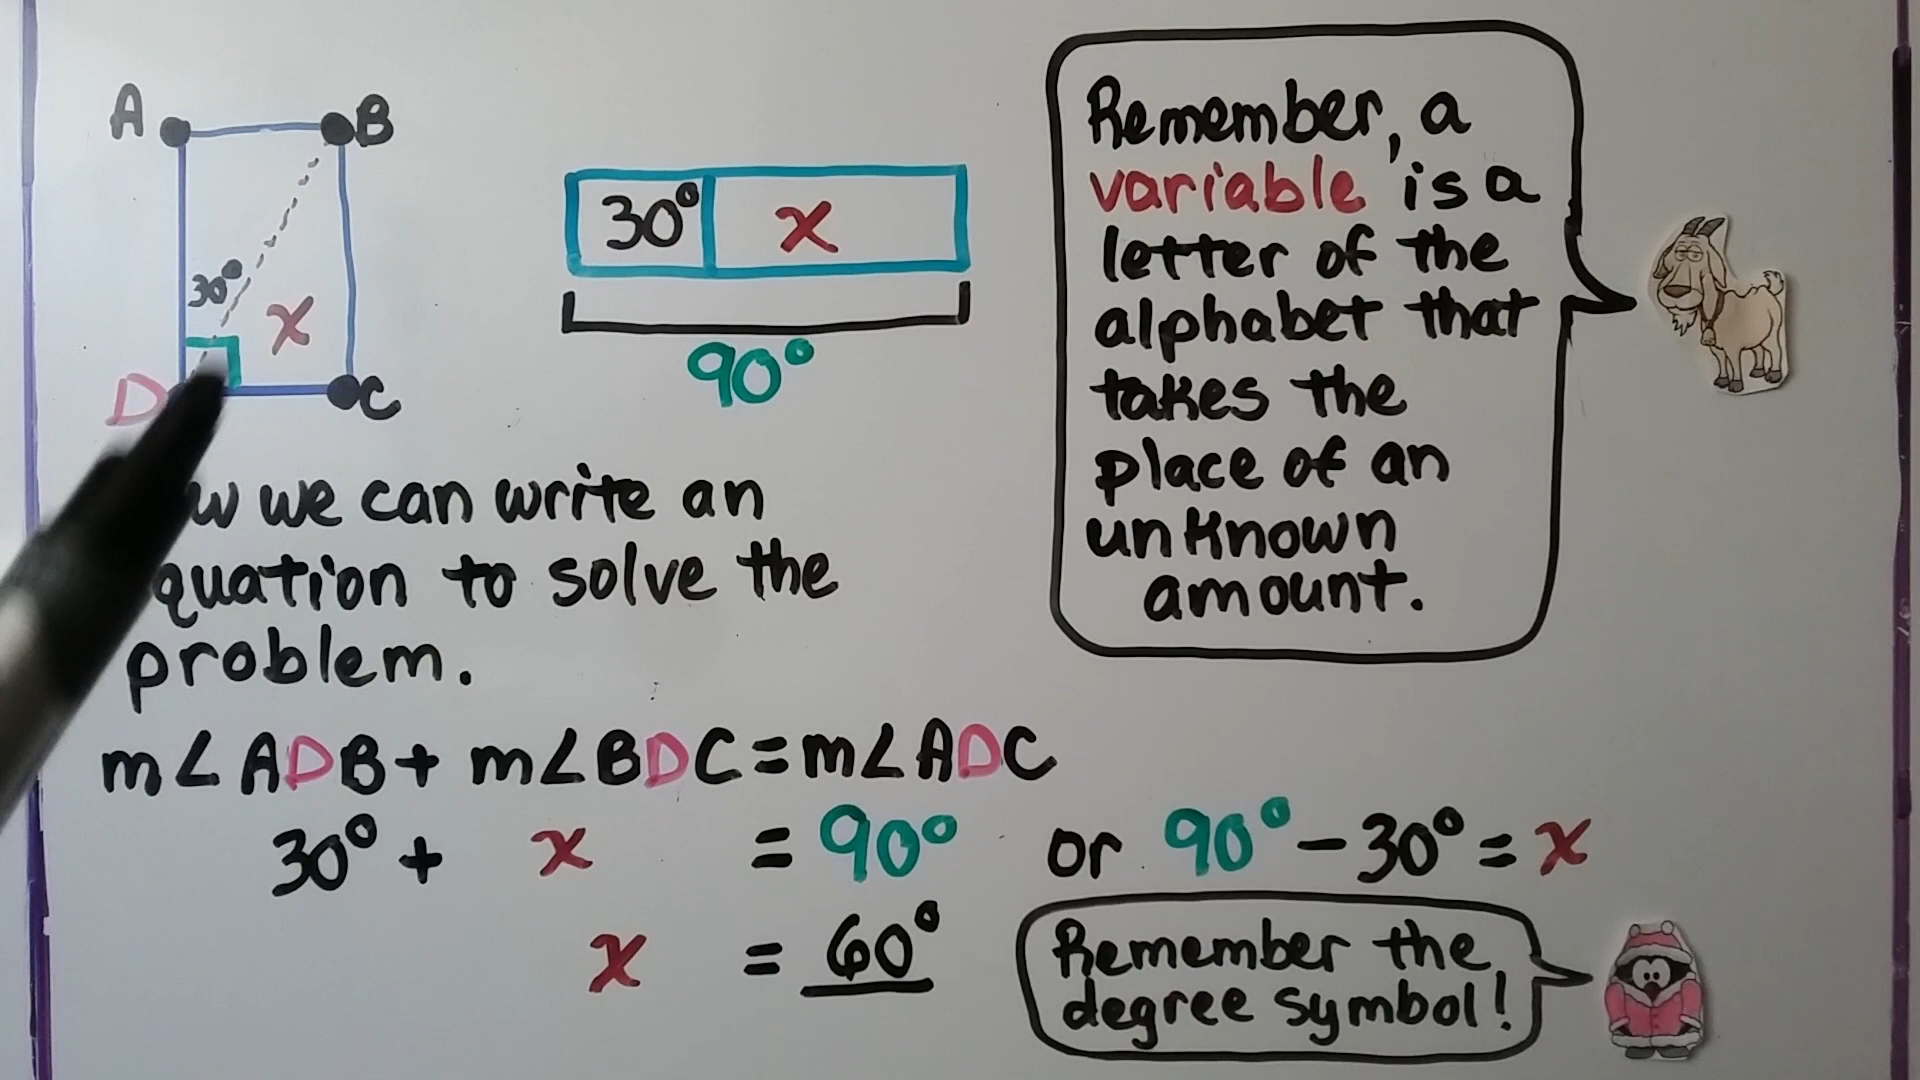 A B
30° x
30°
x
90°
D C
w we can write an
quation to solve the
problem.
m∠ADB + m∠BDC = m∠ADC
30° + x = 90° or 90° - 30° = x
x = 60°
Remember, a
variable is a
letter of the
alphabet that
takes the
place of an
unknown
amount.
Remember the
degree symbol!